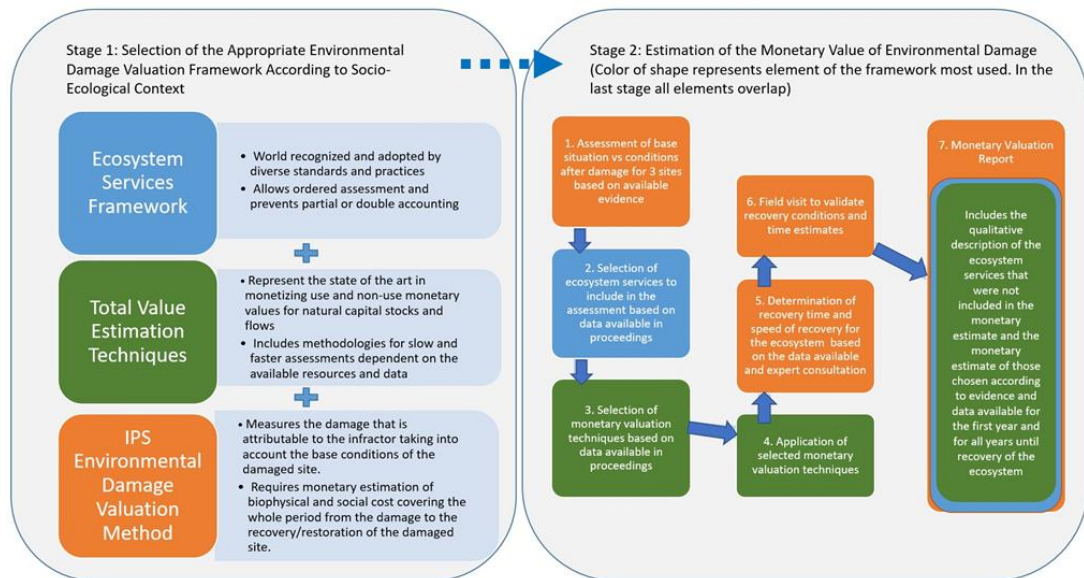 Stage 1: Selection of the Appropriate Environmental
Damage Valuation Framework According to Socio-
Ecological Context
Ecosystem
Services
Framework
• World recognized and adopted by
diverse standards and practices
• Allows ordered assessment and
prevents partial or double accounting
Total Value
Estimation
Techniques
• Represent the state of the art in
monetizing use and non-use monetary
values for natural capital stocks and
flows
• Includes methodologies for slow and
faster assessments dependent on the
available resources and data
IPS
Environmental
Damage
Valuation
Method
• Measures the damage that is
attributable to the infractor taking into
account the base conditions of the
damaged site.
• Requires monetary estimation of
biophysical and social cost covering the
whole period from the damage to the
recovery/restoration of the damaged
site.
Stage 2: Estimation of the Monetary Value of Environmental Damage
(Color of shape represents element of the framework most used. In the
last stage all elements overlap)
1. Assessment of base
situation vs conditions
after damage for 3 sites
based on available
evidence
2. Selection of
ecosystem services to
include in the
assessment based on
data available in
proceedings
3. Selection of
monetary valuation
techniques based on
data available in
proceedings
4. Application of
selected monetary
valuation techniques
5. Determination of
recovery time and
speed of recovery for
the ecosystem based
on the data available
and expert consultation
6. Field visit to validate
recovery conditions and
time estimates
7. Monetary Valuation
Report
Includes the
qualitative
description of the
ecosystem
services that
were not
included in the
monetary
estimate and the
monetary
estimate of those
chosen according
to evidence and
data available for
the first year and
for all years until
recovery of the
ecosystem